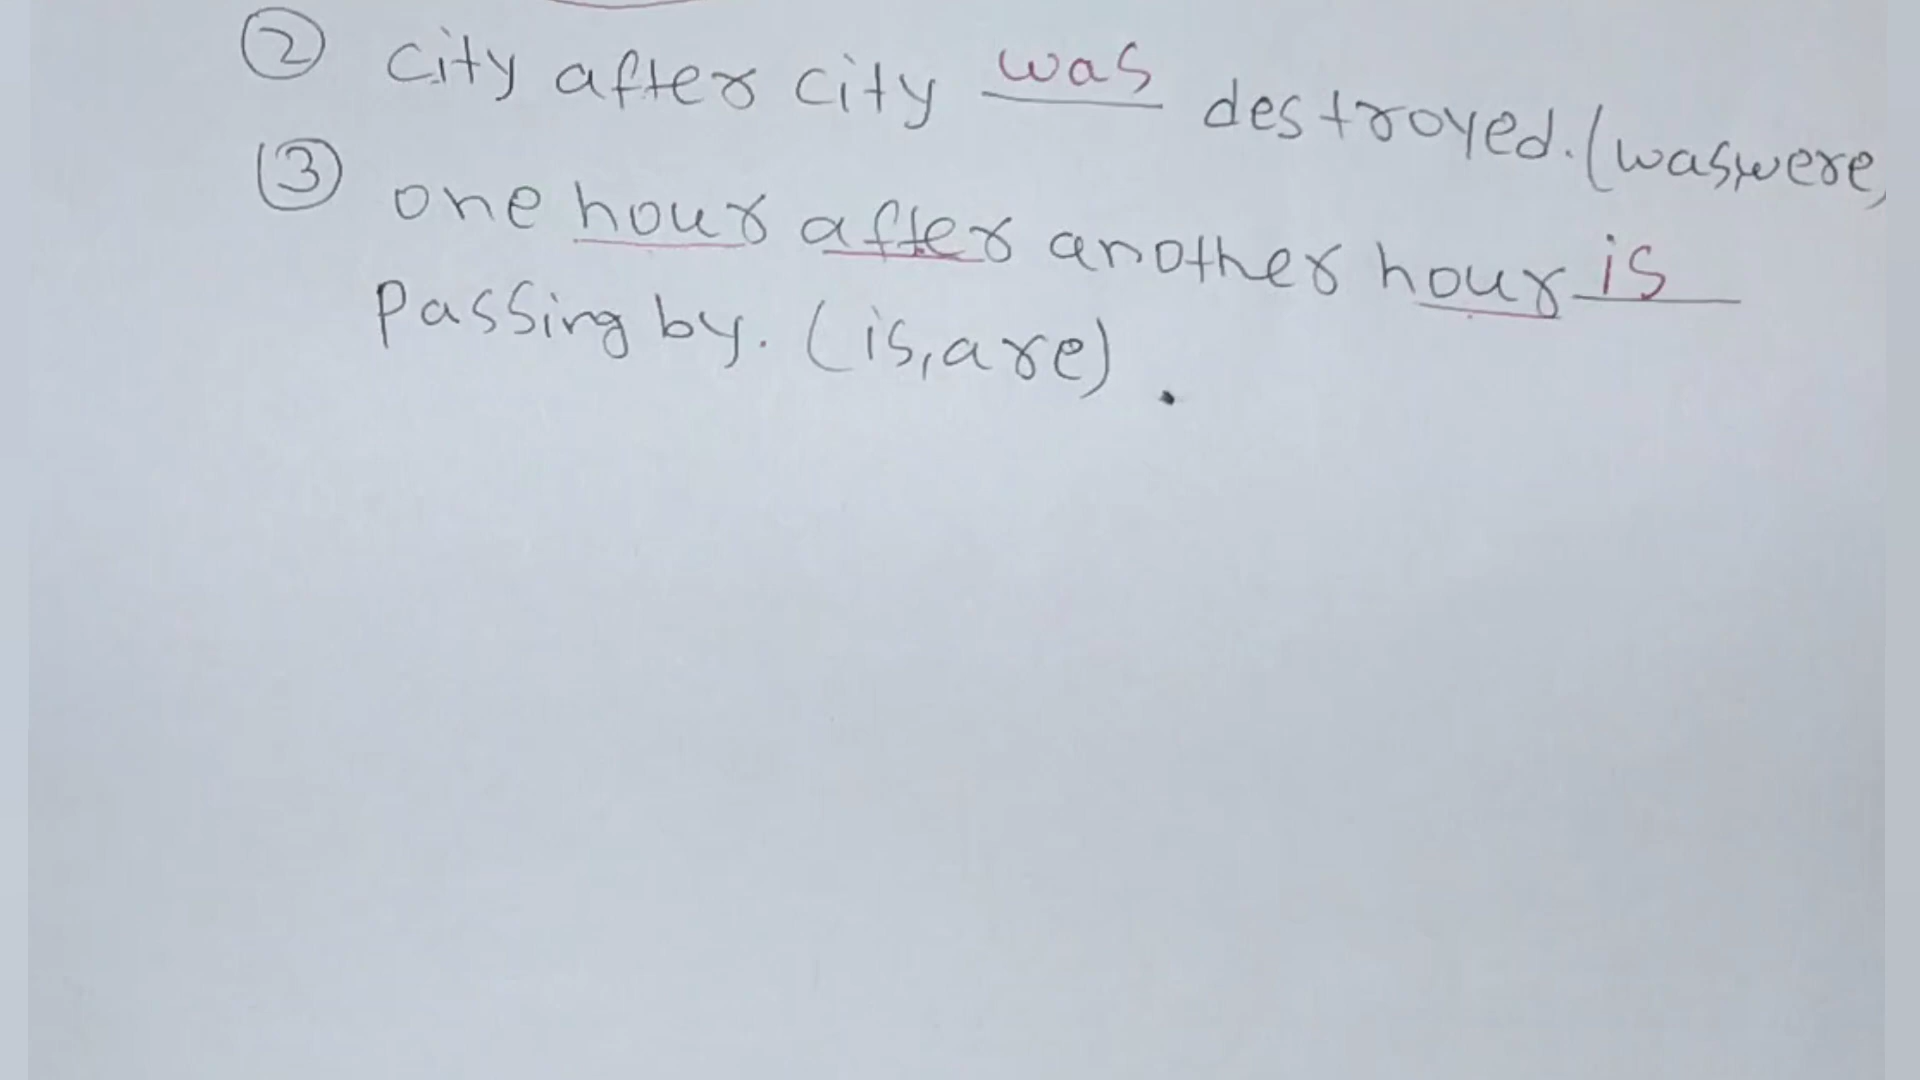 ② city after city was destroyed. (was, were,
③ one hour after another hour is
passing by. (is, are).